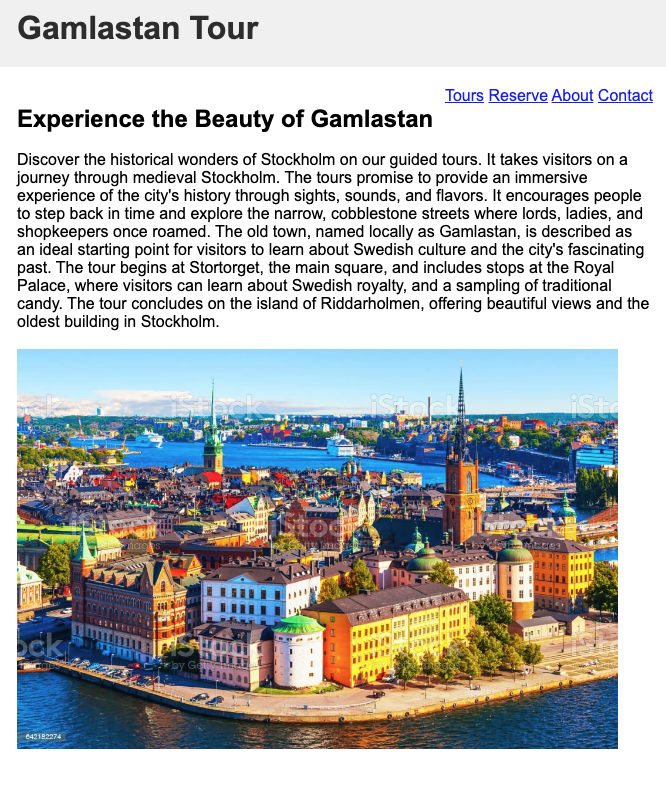 Gamlastan Tour
Tours Reserve About Contact
Experience the Beauty of Gamlastan
Discover the historical wonders of Stockholm on our guided tours. It takes visitors on a
journey through medieval Stockholm. The tours promise to provide an immersive
experience of the city's history through sights, sounds, and flavors. It encourages people
to step back in time and explore the narrow, cobblestone streets where lords, ladies, and
shopkeepers once roamed. The old town, named locally as Gamlastan, is described as
an ideal starting point for visitors to learn about Swedish culture and the city's fascinating
past. The tour begins at Stortorget, the main square, and includes stops at the Royal
Palace, where visitors can learn about Swedish royalty, and a sampling of traditional
candy. The tour concludes on the island of Riddarholmen, offering beautiful views and the
oldest building in Stockholm.
iStock
iStock
iStock
642182274